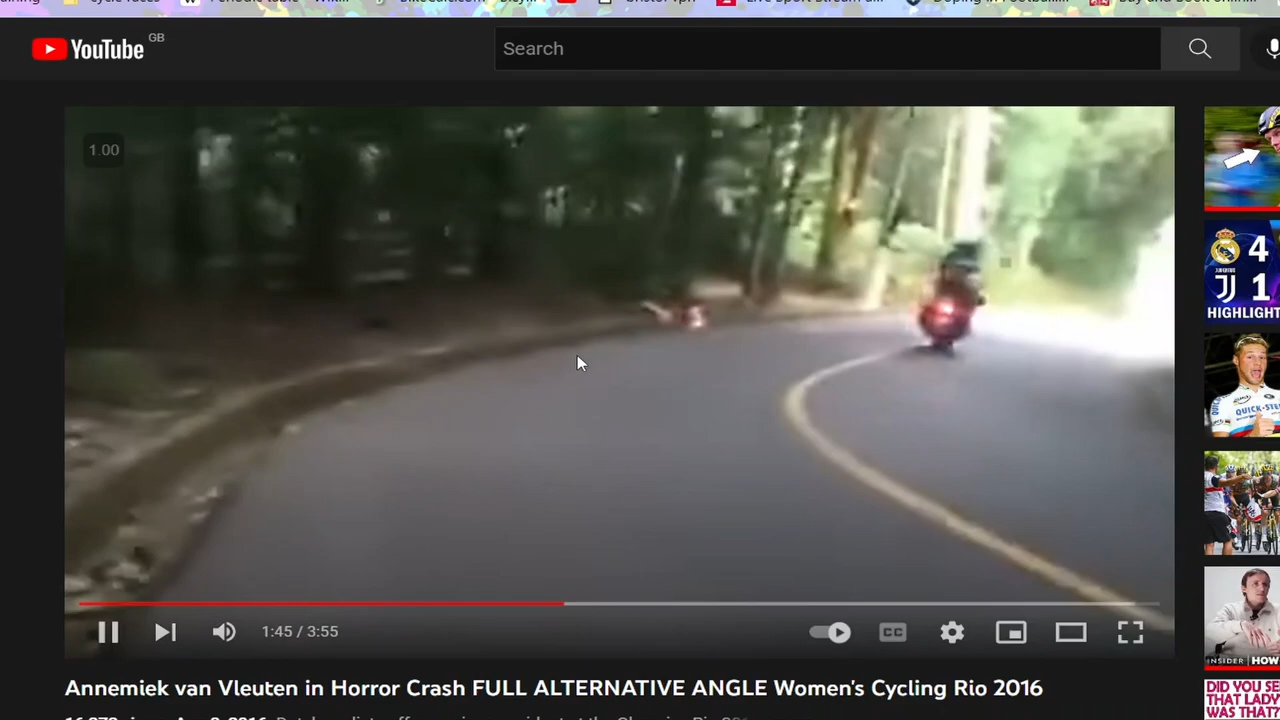 YouTube GB
Search
1.00
4
1
HIGHLIGHT
QUICK-STE
1:45 / 3:55
CC
INSIDER HOW
Annemiek van Vleuten in Horror Crash FULL ALTERNATIVE ANGLE Women's Cycling Rio 2016
DID YOU SE
THAT LADY
WAS THAT?